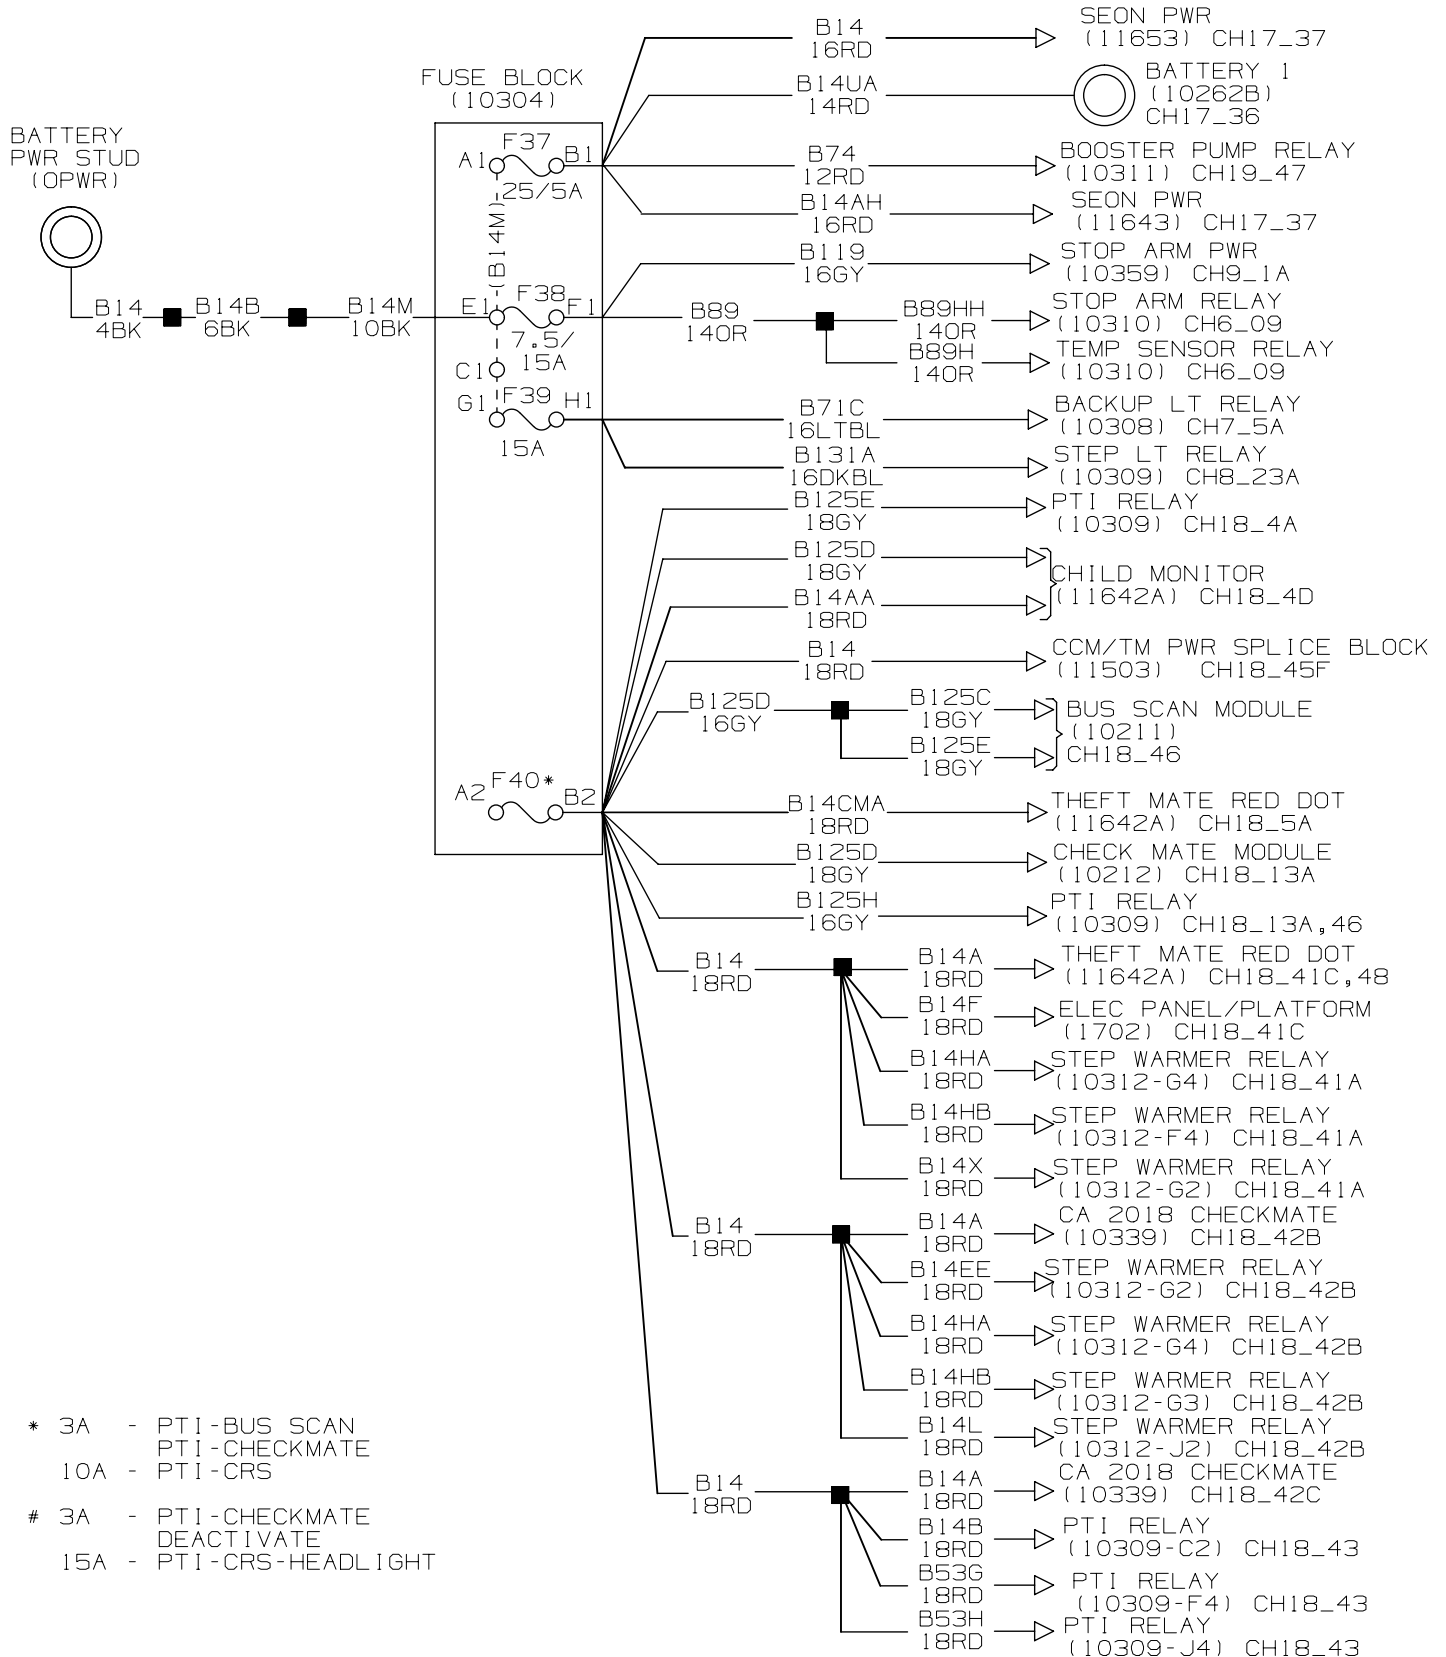 BATTERY
PWR STUD
(OPWR)
B14
4BK
B14B
6BK
B14M
10BK
FUSE BLOCK
(10304)
A1
F37
B1
25/5A
(B14M)
E1
F38
F1
7.5/
15A
C1
G1
F39
H1
15A
A2
F40*
B2
B14
16RD
SEON PWR
(11653) CH17_37
B14UA
14RD
BATTERY 1
(10262B)
CH17_36
B74
12RD
BOOSTER PUMP RELAY
(10311) CH19_47
B14AH
16RD
SEON PWR
(11643) CH17_37
B119
16GY
STOP ARM PWR
(10359) CH9_1A
B89
14OR
B89HH
14OR
STOP ARM RELAY
(10310) CH6_09
B89H
14OR
TEMP SENSOR RELAY
(10310) CH6_09
B71C
16LTBL
BACKUP LT RELAY
(10308) CH7_5A
B131A
16DKBL
STEP LT RELAY
(10309) CH8_23A
B125E
18GY
PTI RELAY
(10309) CH18_4A
B125D
18GY
B14AA
18RD
CHILD MONITOR
(11642A) CH18_4D
B14
18RD
CCM/TM PWR SPLICE BLOCK
(11503) CH18_45F
B125D
16GY
B125C
18GY
B125E
18GY
BUS SCAN MODULE
(10211)
CH18_46
B14CMA
18RD
THEFT MATE RED DOT
(11642A) CH18_5A
B125D
18GY
CHECK MATE MODULE
(10212) CH18_13A
B125H
16GY
PTI RELAY
(10309) CH18_13A,46
B14
18RD
B14A
18RD
THEFT MATE RED DOT
(11642A) CH18_41C,48
B14F
18RD
ELEC PANEL/PLATFORM
(1702) CH18_41C
B14HA
18RD
STEP WARMER RELAY
(10312-G4) CH18_41A
B14HB
18RD
STEP WARMER RELAY
(10312-F4) CH18_41A
B14X
18RD
STEP WARMER RELAY
(10312-G2) CH18_41A
B14
18RD
B14A
18RD
CA 2018 CHECKMATE
(10339) CH18_42B
B14EE
18RD
STEP WARMER RELAY
(10312-G2) CH18_42B
B14HA
18RD
STEP WARMER RELAY
(10312-G4) CH18_42B
B14HB
18RD
STEP WARMER RELAY
(10312-G3) CH18_42B
B14L
18RD
STEP WARMER RELAY
(10312-J2) CH18_42B
B14
18RD
B14A
18RD
CA 2018 CHECKMATE
(10339) CH18_42C
B14B
18RD
PTI RELAY
(10309-C2) CH18_43
B53G
18RD
PTI RELAY
(10309-F4) CH18_43
B53H
18RD
PTI RELAY
(10309-J4) CH18_43
* 3A - PTI-BUS SCAN
PTI-CHECKMATE
10A - PTI-CRS
# 3A - PTI-CHECKMATE
DEACTIVATE
15A - PTI-CRS-HEADLIGHT